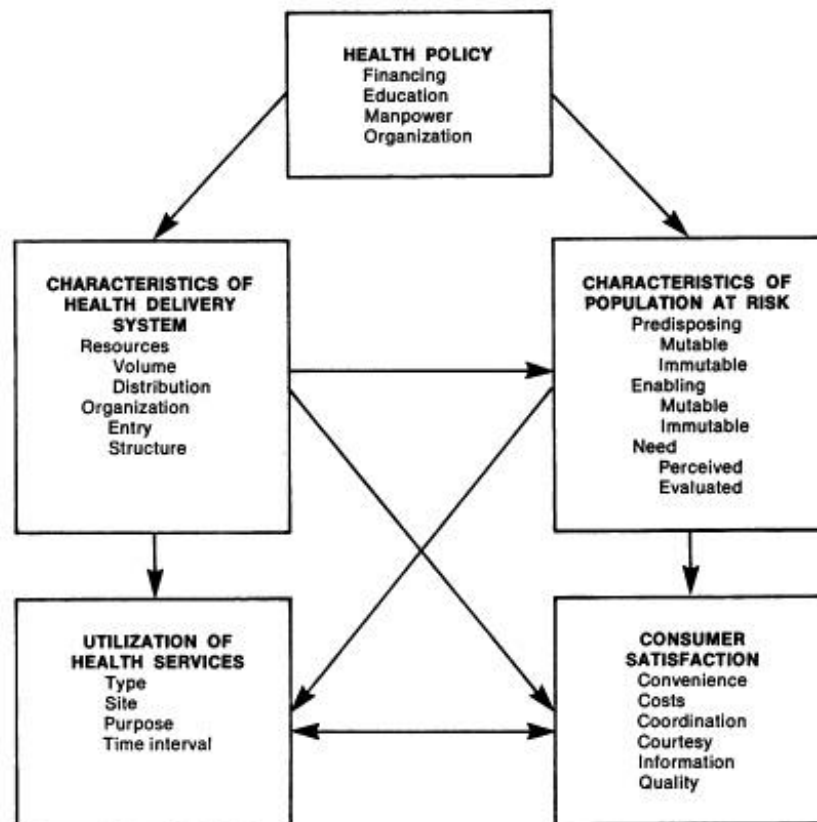 HEALTH POLICY
Financing
Education
Manpower
Organization
CHARACTERISTICS OF
HEALTH DELIVERY
SYSTEM
Resources
Volume
Distribution
Organization
Entry
Structure
CHARACTERISTICS OF
POPULATION AT RISK
Predisposing
Mutable
Immutable
Enabling
Mutable
Immutable
Need
Perceived
Evaluated
UTILIZATION OF
HEALTH SERVICES
Type
Site
Purpose
Time interval
CONSUMER
SATISFACTION
Convenience
Costs
Coordination
Courtesy
Information
Quality